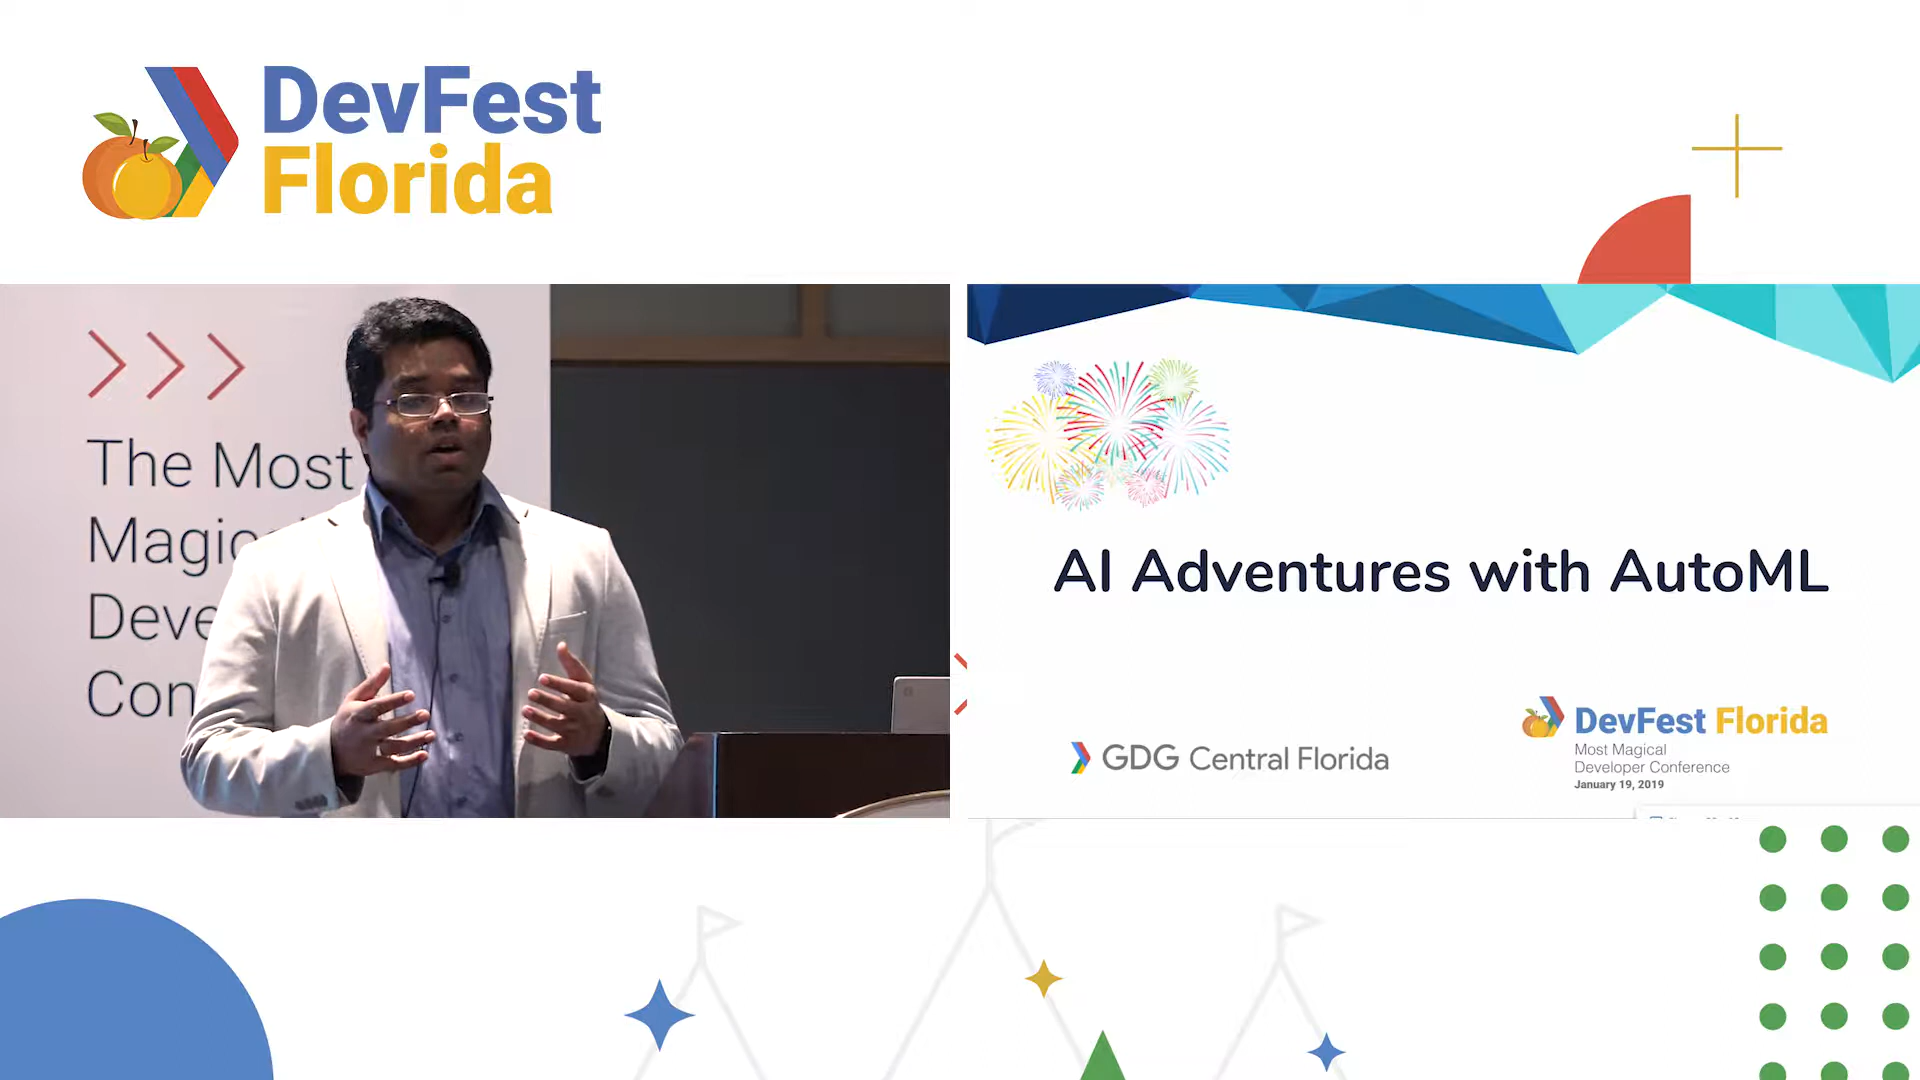 DevFest
Florida
The Most
Magic
Deve
Con
AI Adventures with AutoML
GDG Central Florida
DevFest Florida
Most Magical
Developer Conference
January 19, 2019